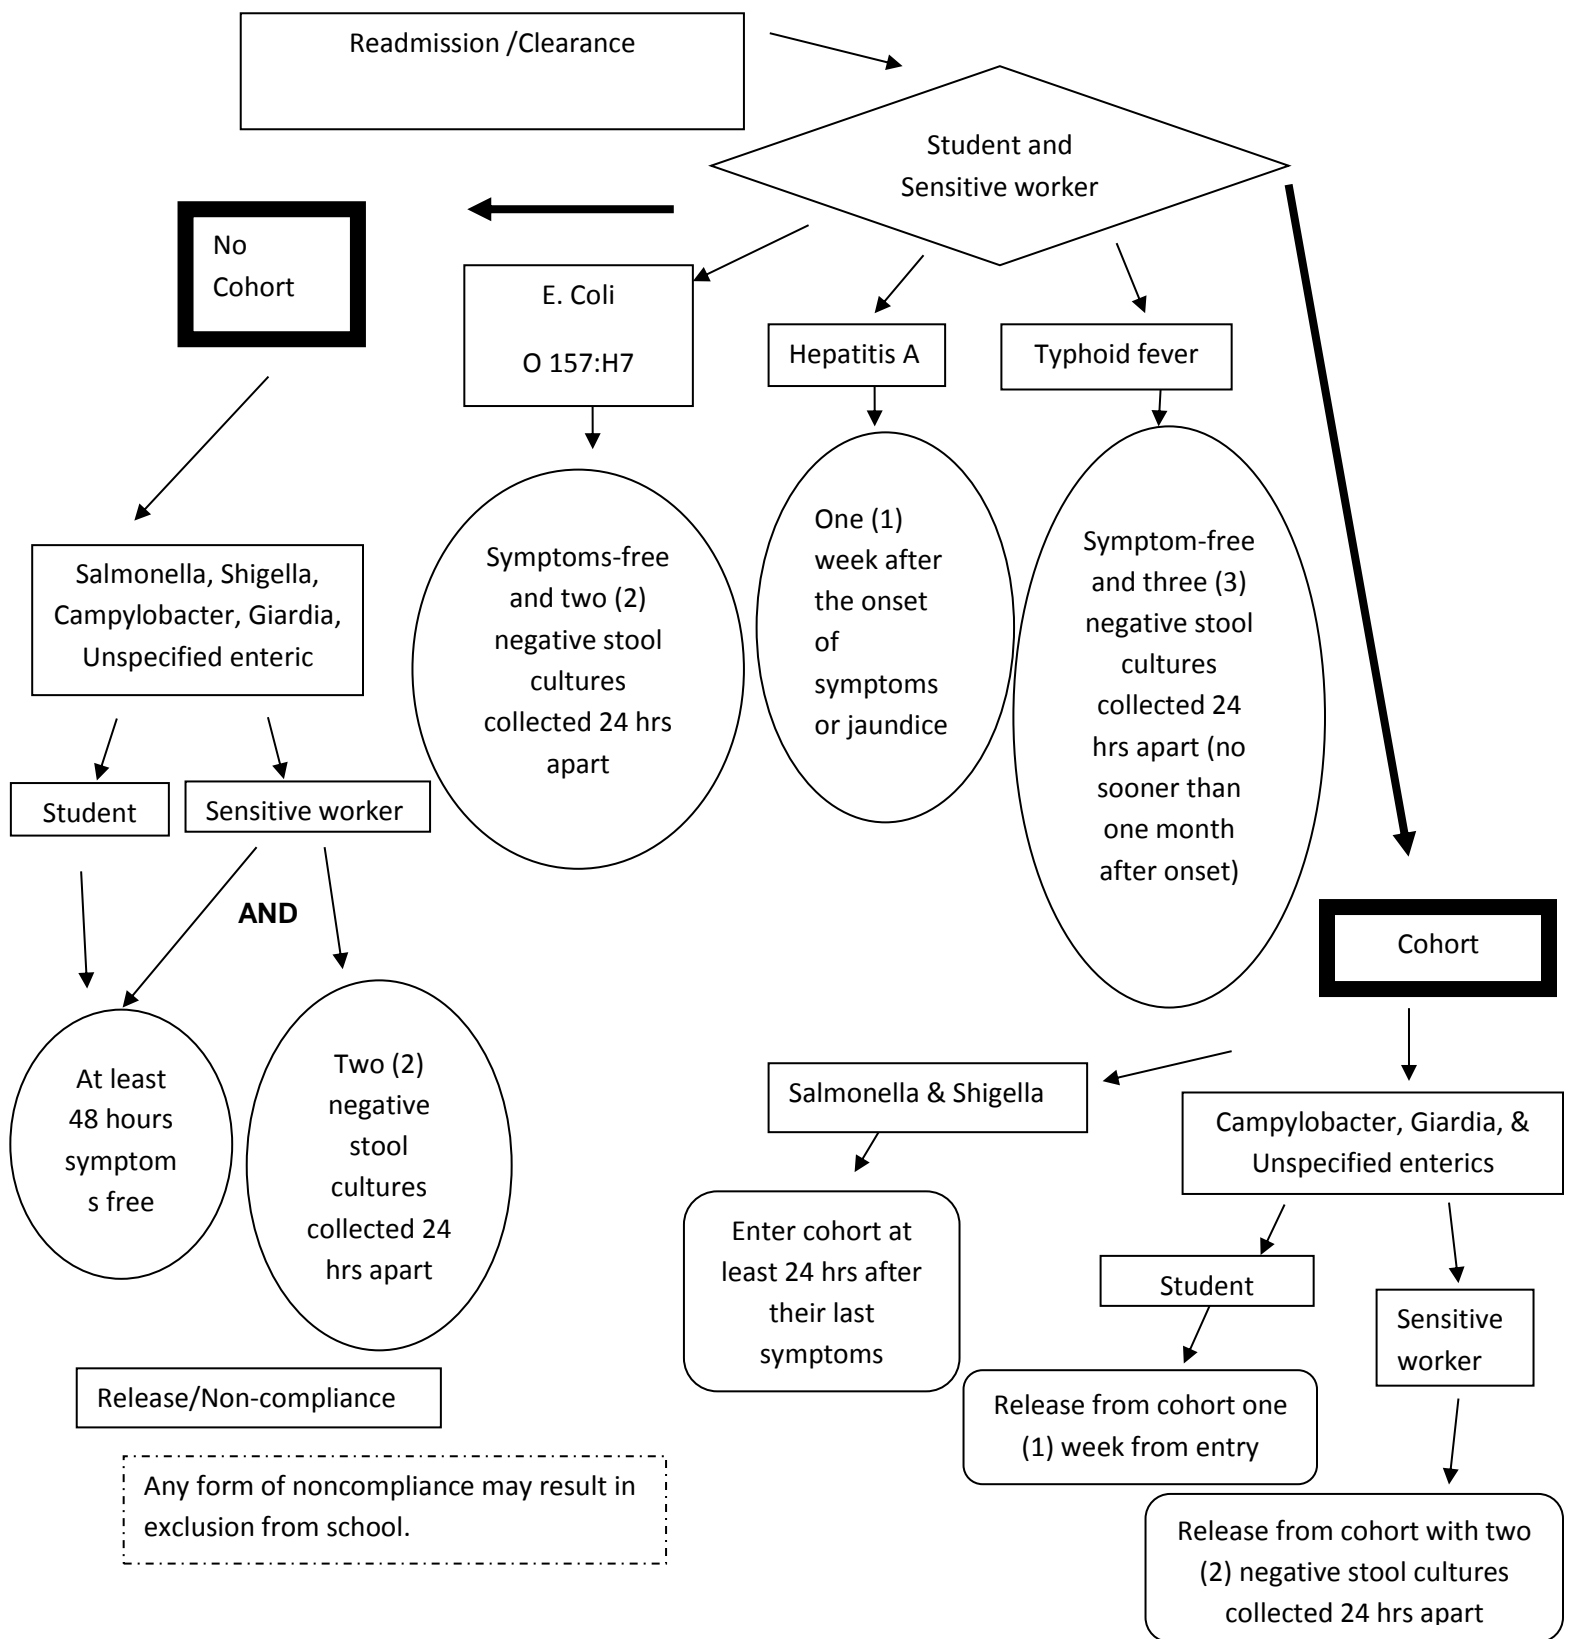 Readmission /Clearance
Student and
Sensitive worker
No
Cohort
E. Coli
O 157:H7
Hepatitis A
Typhoid fever
Symptoms-free
and two (2)
negative stool
cultures
collected 24 hrs
apart
One (1)
week after
the onset
of
symptoms
or jaundice
Symptom-free
and three (3)
negative stool
cultures
collected 24
hrs apart (no
sooner than
one month
after onset)
Salmonella, Shigella,
Campylobacter, Giardia,
Unspecified enteric
Student
Sensitive worker
AND
At least
48 hours
symptom
s free
Two (2)
negative
stool
cultures
collected 24
hrs apart
Cohort
Salmonella & Shigella
Campylobacter, Giardia, &
Unspecified enterics
Enter cohort at
least 24 hrs after
their last
symptoms
Student
Sensitive
worker
Release from cohort one
(1) week from entry
Release from cohort with two
(2) negative stool cultures
collected 24 hrs apart
Release/Non-compliance
Any form of noncompliance may result in
exclusion from school.